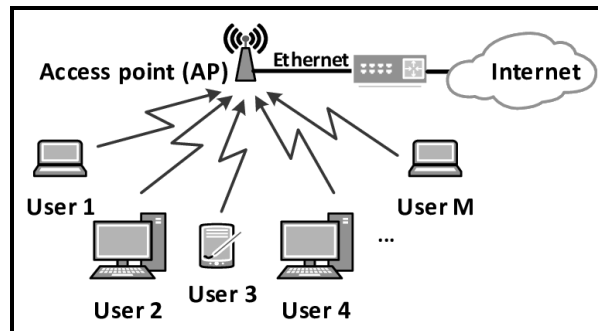 Ethernet
Access point (AP)
Internet
User 1
User M
...
User 2
User 3
User 4